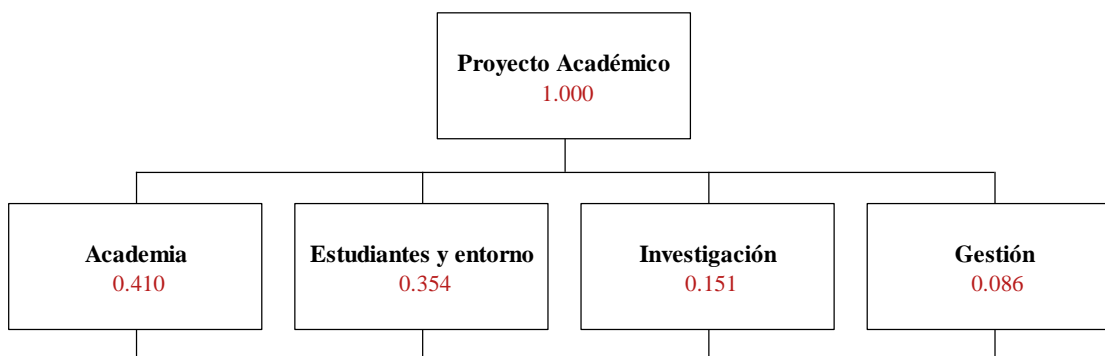 Proyecto Académico
1.000
Academia
0.410
Estudiantes y entorno
0.354
Investigación
0.151
Gestión
0.086